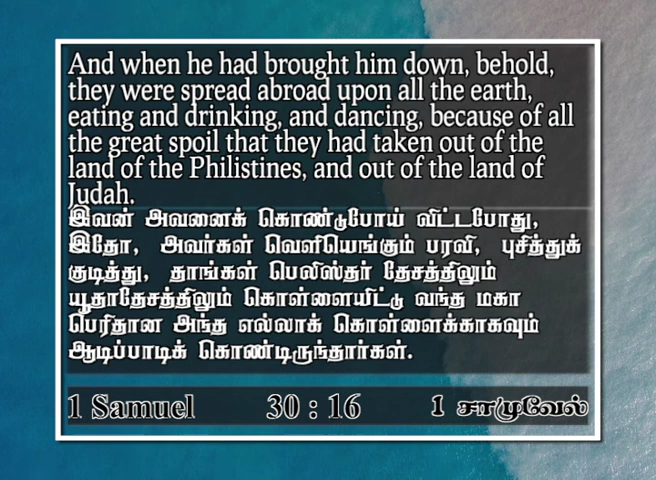 And when he had brought him down, behold,
they were spread abroad upon all the earth,
eating and drinking, and dancing, because of all
the great spoil that they had taken out of the
land of the Philistines, and out of the land of
Judah.
இவன் அவனைக் கொண்டுபோய் விட்டபோது,
இதோ, அவர்கள் வெளியெங்கும் பரவி, புசித்துக்
குடித்து, தாங்கள் பெலிஸ்தர் தேசத்திலும்
யூதாதேசத்திலும் கொள்ளையிட்டு வந்த மகா
பெரிதான அந்த எல்லாக் கொள்ளைக்காகவும்
ஆடிப்பாடிக் கொண்டிருந்தார்கள்.
1 Samuel 30 : 16 1 சாமுவேல்